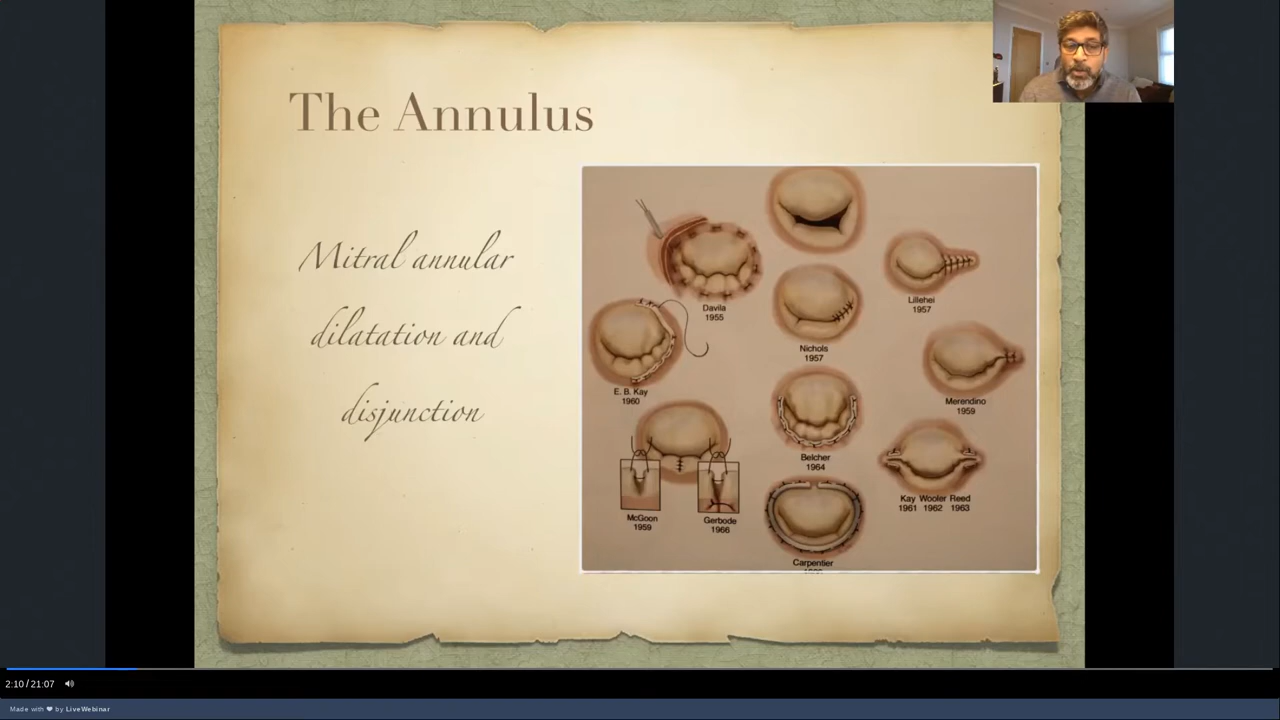 The Annulus
Mitral annular
dilatation and
disjunction
Davila
1955
Lillehei
1957
Nichols
1957
E. B. Kay
1960
Merendino
1959
Belcher
1964
Kay Wooler Reed
1961 1962 1963
McGoon
1959
Gerbode
1966
Carpentier
2:10 / 21:07
Made with ❤ by LiveWebinar